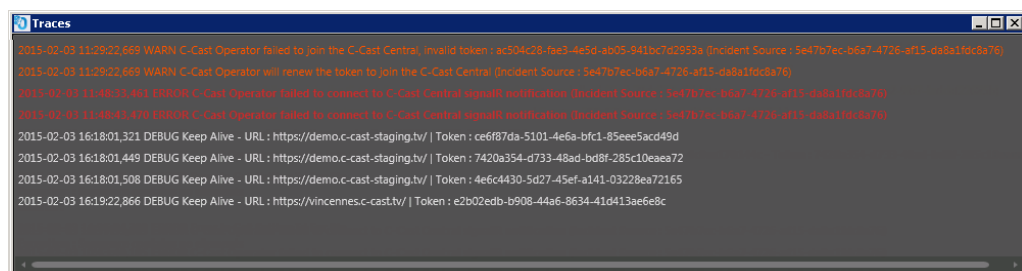 Traces
2015-02-03 11:29:22,669 WARN C-Cast Operator failed to join the C-Cast Central, invalid token : ac504c28-fae3-4e5d-ab05-941bc7d2953a (Incident Source : 5e47b7ec-b6a7-4726-af15-da8a1fdc8a76)
2015-02-03 11:29:22,669 WARN C-Cast Operator will renew the token to join the C-Cast Central (Incident Source : 5e47b7ec-b6a7-4726-af15-da8a1fdc8a76)
2015-02-03 11:48:33,461 ERROR C-Cast Operator failed to connect to C-Cast Central signalR notification (Incident Source : 5e47b7ec-b6a7-4726-af15-da8a1fdc8a76)
2015-02-03 11:48:43,470 ERROR C-Cast Operator failed to connect to C-Cast Central signalR notification (Incident Source : 5e47b7ec-b6a7-4726-af15-da8a1fdc8a76)
2015-02-03 16:18:01,321 DEBUG Keep Alive - URL : https://demo.c-cast-staging.tv/ | Token : ce6f87da-5101-4e6a-bfc1-85eee5acd49d
2015-02-03 16:18:01,449 DEBUG Keep Alive - URL : https://demo.c-cast-staging.tv/ | Token : 7420a354-d733-48ad-bd8f-285c10eaea72
2015-02-03 16:18:01,508 DEBUG Keep Alive - URL : https://demo.c-cast-staging.tv/ | Token : 4e6c4430-5d27-45ef-a141-03228ea72165
2015-02-03 16:19:22,866 DEBUG Keep Alive - URL : https://vincennes.c-cast.tv/ | Token : e2b02edb-b908-44a6-8634-41d413ae6e8c